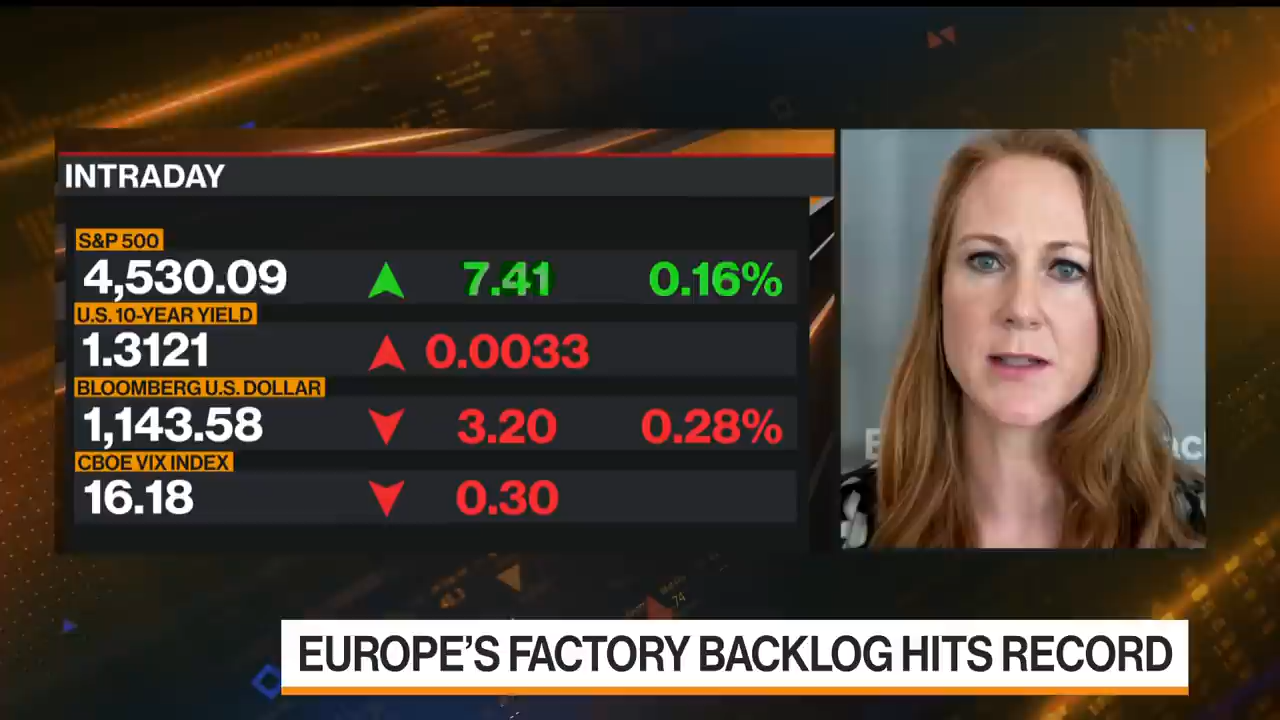 INTRADAY
S&P 500
4,530.09 7.41 0.16%
U.S. 10-YEAR YIELD
1.3121 0.0033
BLOOMBERG U.S. DOLLAR
1,143.58 3.20 0.28%
CBOE VIX INDEX
16.18 0.30
EUROPE'S FACTORY BACKLOG HITS RECORD